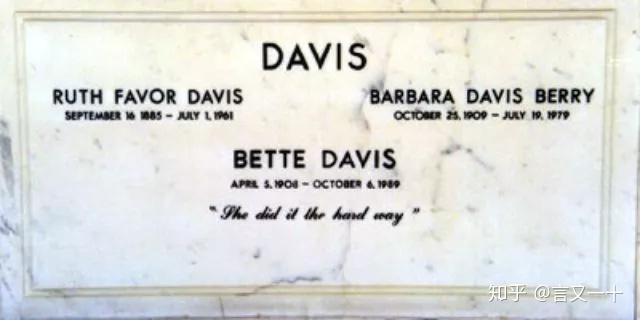 DAVIS
RUTH FAVOR DAVIS
SEPTEMBER 16 1885 – JULY 1, 1961
BARBARA DAVIS BERRY
OCTOBER 25, 1909 – JULY 19, 1979
BETTE DAVIS
APRIL 5, 1908 – OCTOBER 6, 1989
“She did it the hard way”
知乎 @言又一十